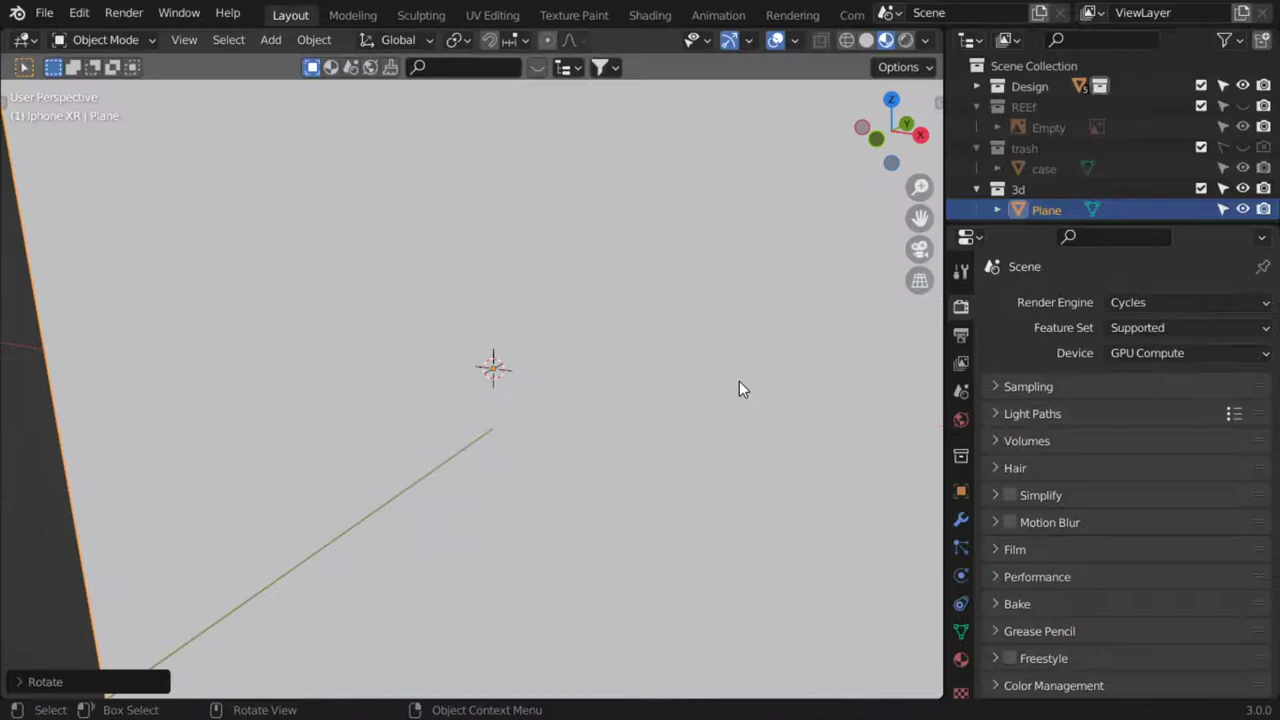 File Edit Render Window Help Layout Modeling Sculpting UV Editing Texture Paint Shading Animation Rendering Com Scene ViewLayer
Object Mode View Select Add Object Global
Options
User Perspective
(1) Iphone XR | Plane
Z
Y
X
Rotate
Scene Collection
Design 5
REEf
Empty
trash
case
3d
Plane
Scene
Render Engine Cycles
Feature Set Supported
Device GPU Compute
Sampling
Light Paths
Volumes
Hair
Simplify
Motion Blur
Film
Performance
Bake
Grease Pencil
Freestyle
Color Management
Select Box Select Rotate View Object Context Menu 3.0.0